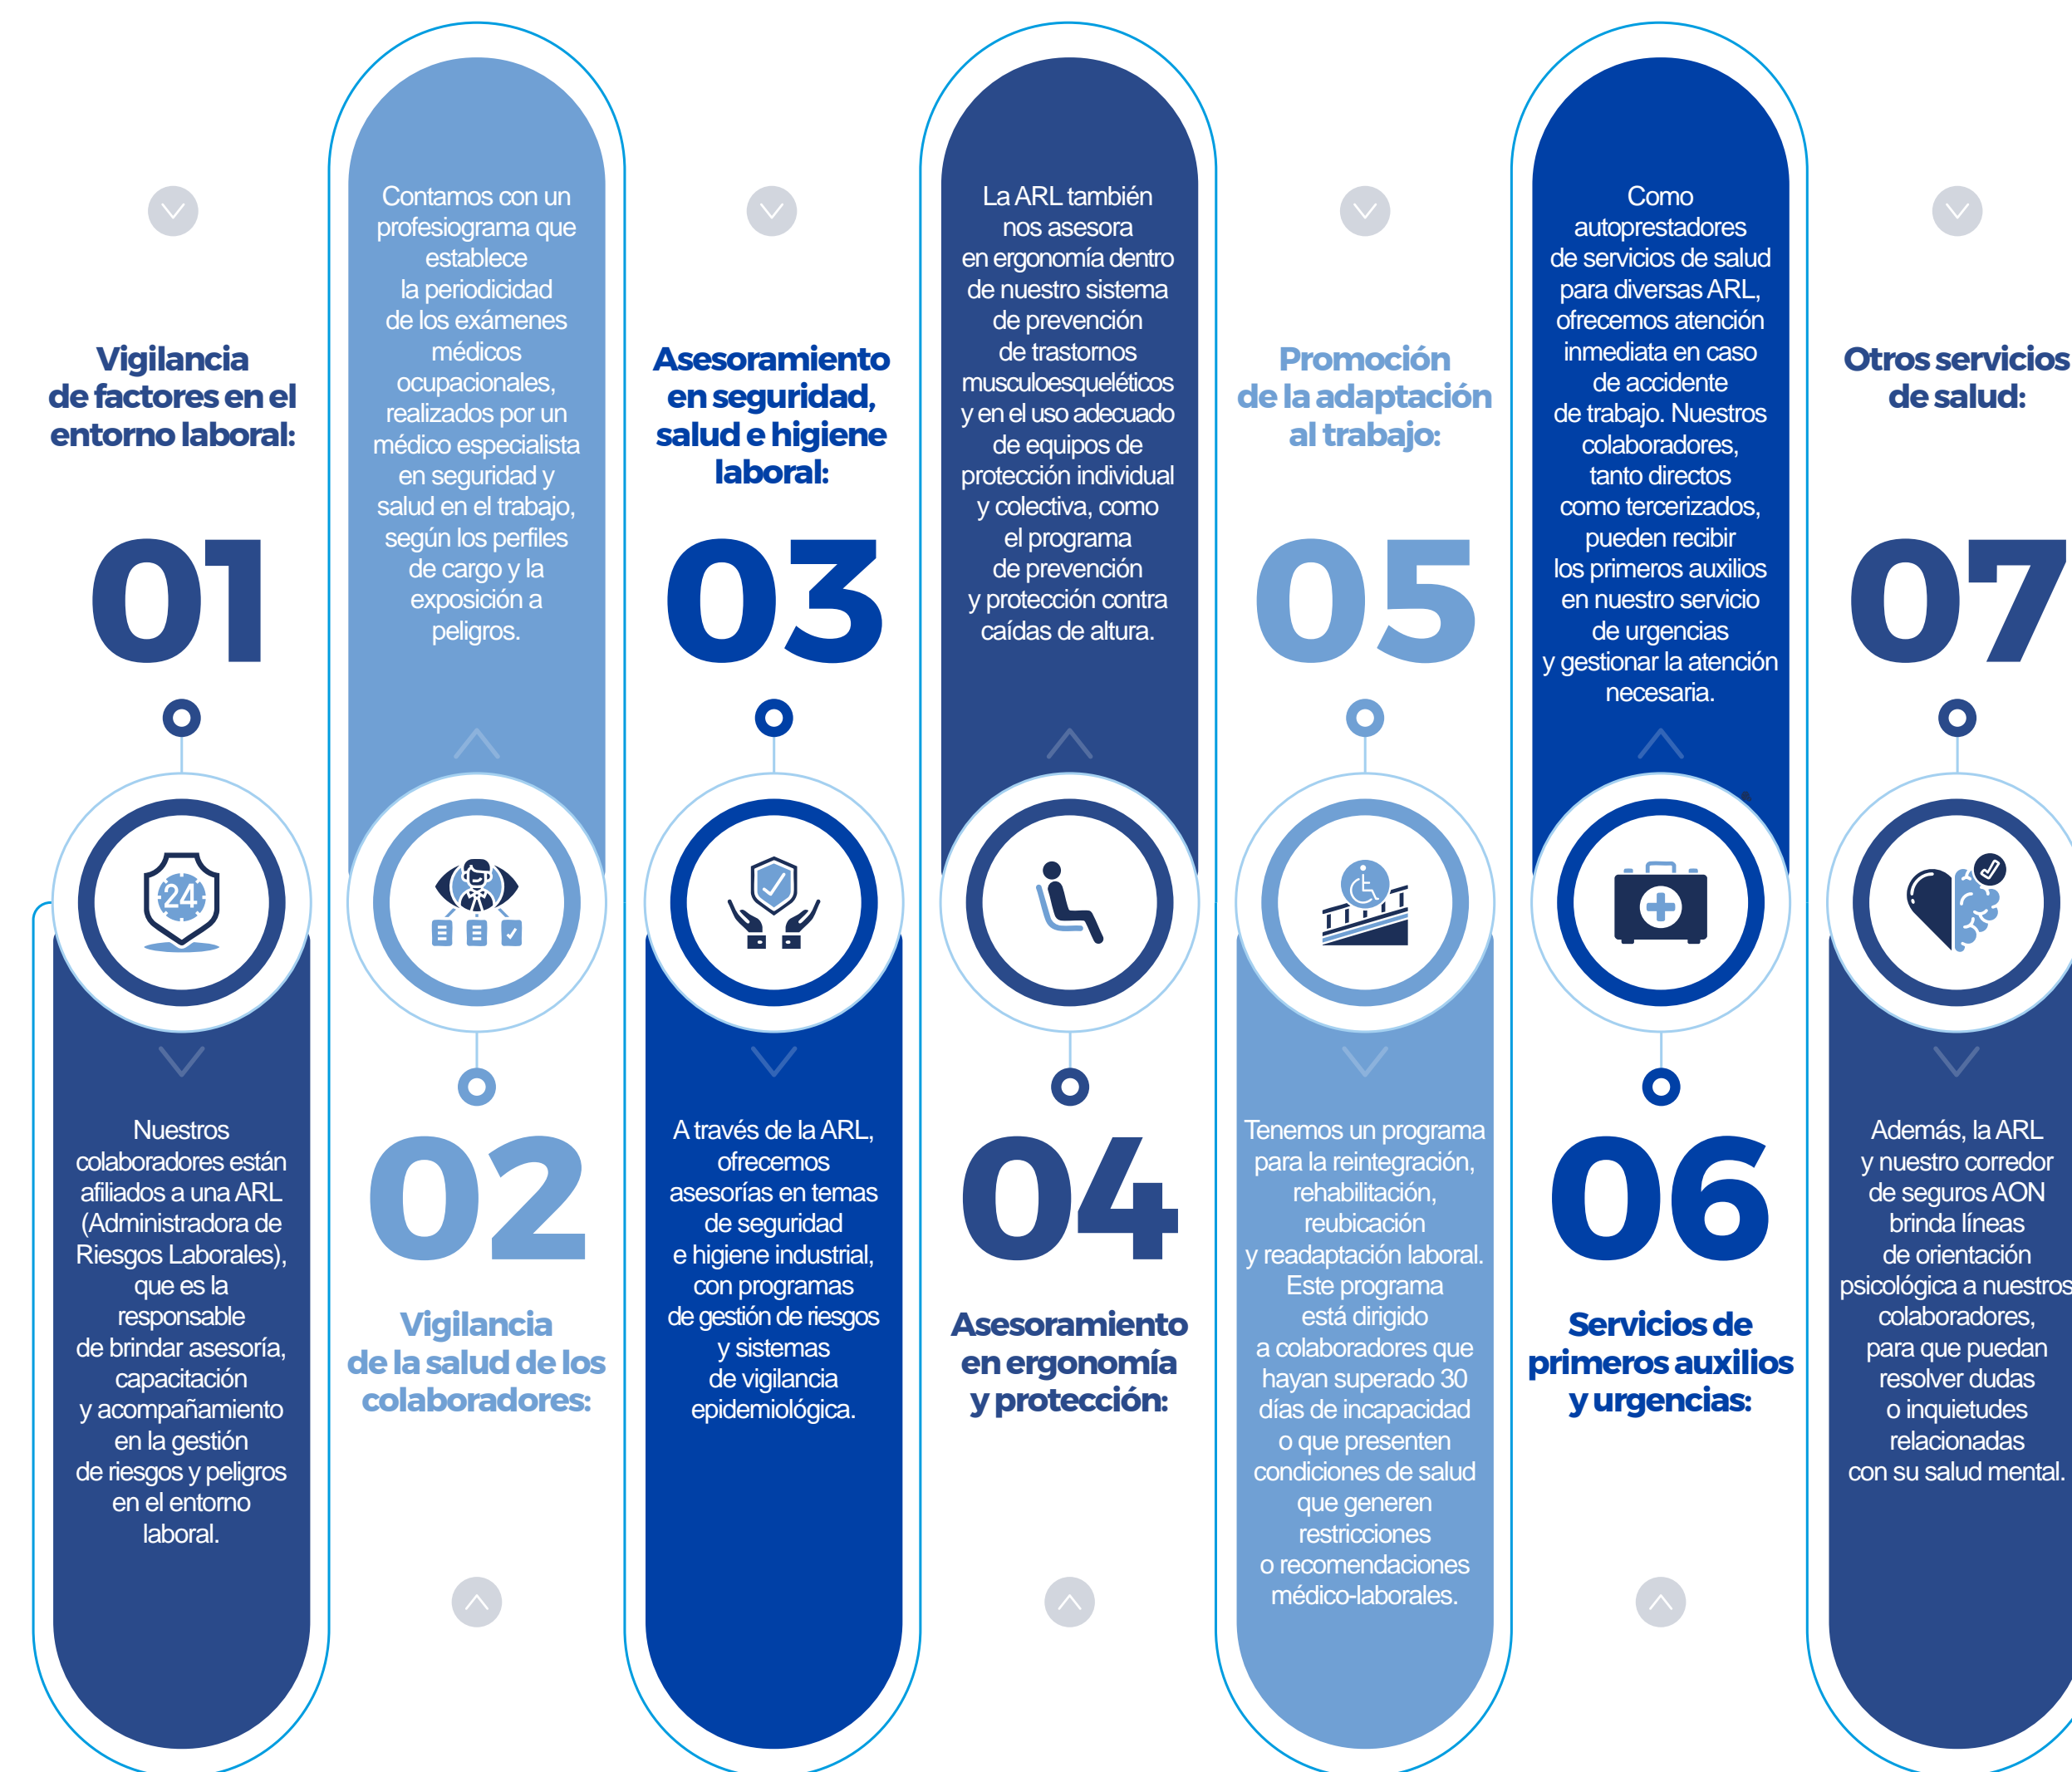 Vigilancia
de factores en el
entorno laboral:
01
24
Nuestros
colaboradores están
afiliados a una ARL
(Administradora de
Riesgos Laborales),
que es la
responsable
de brindar asesoría,
capacitación
y acompañamiento
en la gestión
de riesgos y peligros
en el entorno
laboral.
Contamos con un
profesiograma que
establece
la periodicidad
de los exámenes
médicos
ocupacionales,
realizados por un
médico especialista
en seguridad y
salud en el trabajo,
según los perfiles
de cargo y la
exposición a
peligros.
02
Vigilancia
de la salud de los
colaboradores:
Asesoramiento
en seguridad,
salud e higiene
laboral:
03
A través de la ARL,
ofrecemos
asesorías en temas
de seguridad
e higiene industrial,
con programas
de gestión de riesgos
y sistemas
de vigilancia
epidemiológica.
La ARL también
nos asesora
en ergonomía dentro
de nuestro sistema
de prevención
de trastornos
musculoesqueléticos
y en el uso adecuado
de equipos de
protección individual
y colectiva, como
el programa
de prevención
y protección contra
caídas de altura.
04
Asesoramiento
en ergonomía
y protección:
Promoción
de la adaptación
al trabajo:
05
Tenemos un programa
para la reintegración,
rehabilitación,
reubicación
y readaptación laboral.
Este programa
está dirigido
a colaboradores que
hayan superado 30
días de incapacidad
o que presenten
condiciones de salud
que generen
restricciones
o recomendaciones
médico-laborales.
Como
autoprestadores
de servicios de salud
para diversas ARL,
ofrecemos atención
inmediata en caso
de accidente
de trabajo. Nuestros
colaboradores,
tanto directos
como tercerizados,
pueden recibir
los primeros auxilios
en nuestro servicio
de urgencias
y gestionar la atención
necesaria.
06
Servicios de
primeros auxilios
y urgencias:
Otros servicios
de salud:
07
Además, la ARL
y nuestro corredor
de seguros AON
brinda líneas
de orientación
psicológica a nuestros
colaboradores,
para que puedan
resolver dudas
o inquietudes
relacionadas
con su salud mental.